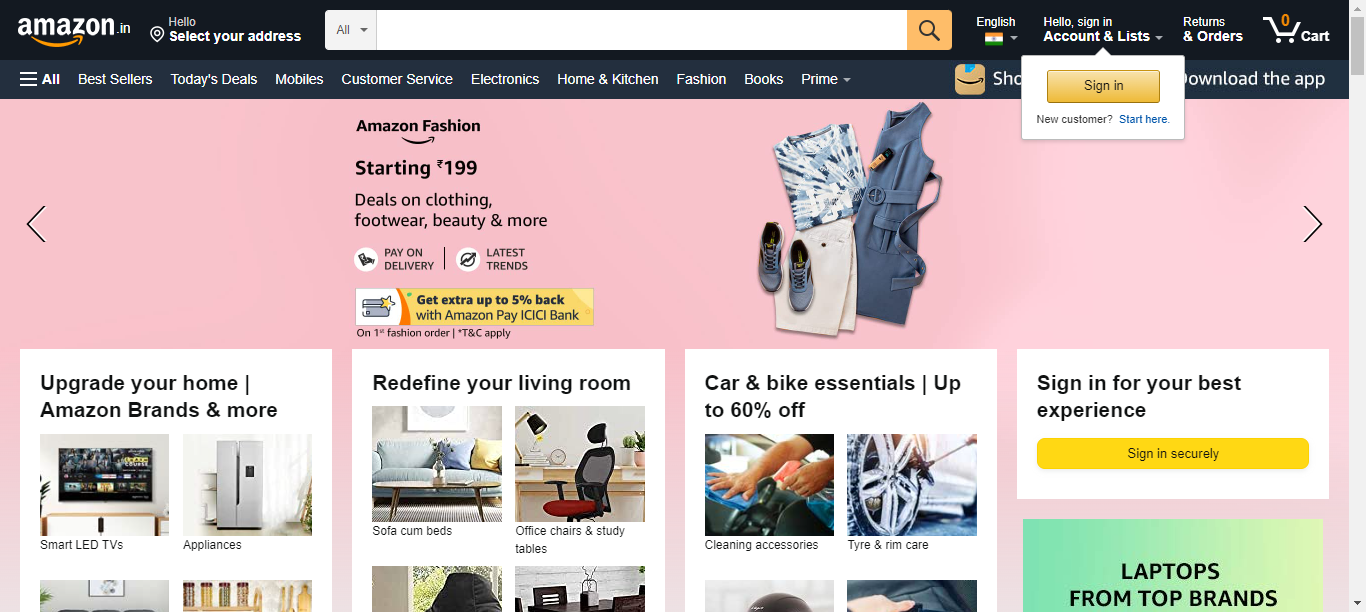 amazon.in
Hello
Select your address
All
English
Hello, sign in
Account & Lists
Returns
& Orders
0
Cart
All
Best Sellers
Today's Deals
Mobiles
Customer Service
Electronics
Home & Kitchen
Fashion
Books
Prime
Download the app
Sign in
New customer? Start here.
Amazon Fashion
Starting ₹199
Deals on clothing,
footwear, beauty & more
PAY ON
DELIVERY
LATEST
TRENDS
Get extra up to 5% back
with Amazon Pay ICICI Bank
On 1st fashion order | *T&C apply
Upgrade your home |
Amazon Brands & more
Smart LED TVs
Appliances
Redefine your living room
Sofa cum beds
Office chairs & study
tables
Car & bike essentials | Up
to 60% off
Cleaning accessories
Tyre & rim care
Sign in for your best
experience
Sign in securely
LAPTOPS
FROM TOP BRANDS